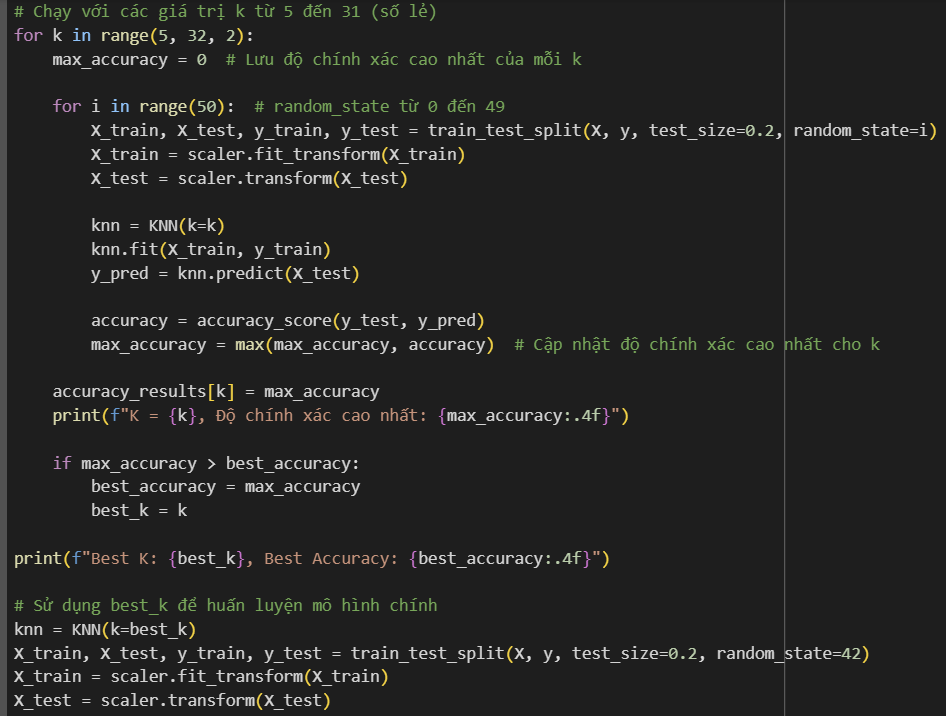 # Chạy với các giá trị k từ 5 đến 31 (số lẻ)
for k in range(5, 32, 2):
    max_accuracy = 0  # Lưu độ chính xác cao nhất của mỗi k
    for i in range(50):  # random_state từ 0 đến 49
        X_train, X_test, y_train, y_test = train_test_split(X, y, test_size=0.2, random_state=i)
        X_train = scaler.fit_transform(X_train)
        X_test = scaler.transform(X_test)
        knn = KNN(k=k)
        knn.fit(X_train, y_train)
        y_pred = knn.predict(X_test)
        accuracy = accuracy_score(y_test, y_pred)
        max_accuracy = max(max_accuracy, accuracy)  # Cập nhật độ chính xác cao nhất cho k
    accuracy_results[k] = max_accuracy
    print(f"K = {k}, Độ chính xác cao nhất: {max_accuracy:.4f}")
    if max_accuracy > best_accuracy:
        best_accuracy = max_accuracy
        best_k = k
print(f"Best K: {best_k}, Best Accuracy: {best_accuracy:.4f}")
# Sử dụng best_k để huấn luyện mô hình chính
knn = KNN(k=best_k)
X_train, X_test, y_train, y_test = train_test_split(X, y, test_size=0.2, random_state=42)
X_train = scaler.fit_transform(X_train)
X_test = scaler.transform(X_test)